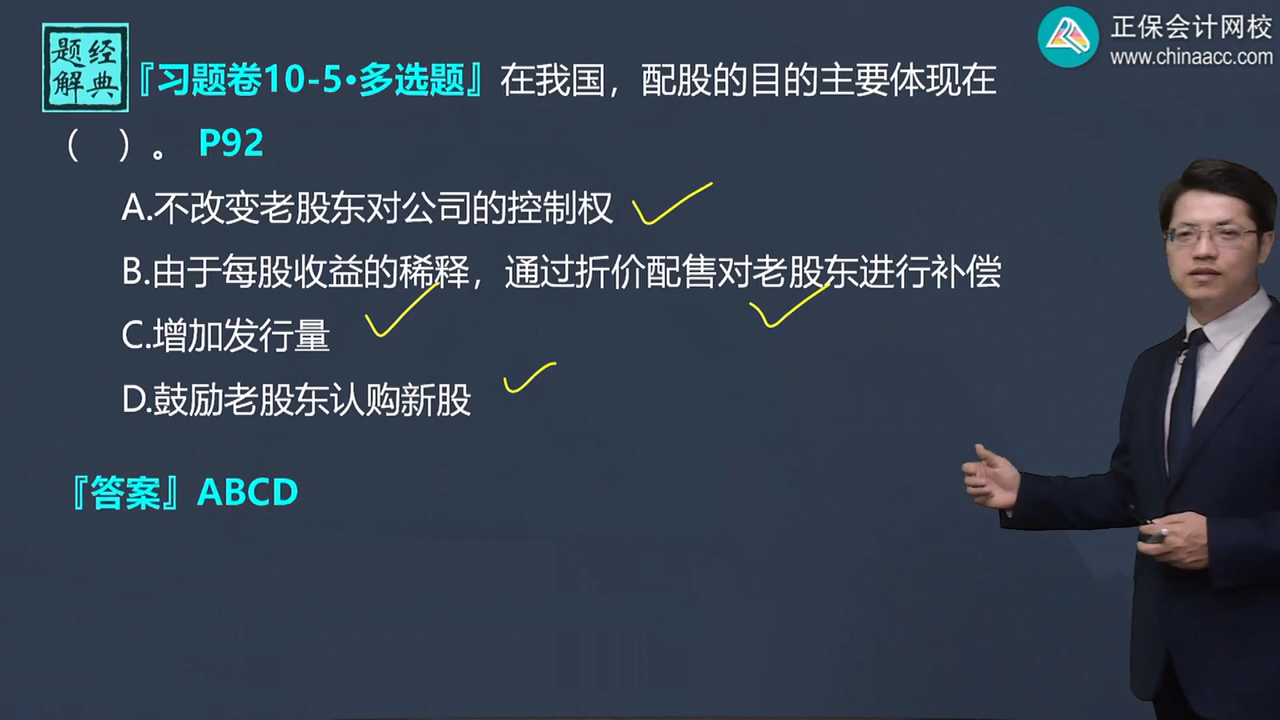 经典
题解
正保会计网校
www.chinaacc.com
『习题卷10-5·多选题』在我国，配股的目的主要体现在
（ ）。 P92
A.不改变老股东对公司的控制权
B.由于每股收益的稀释，通过折价配售对老股东进行补偿
C.增加发行量
D.鼓励老股东认购新股
『答案』ABCD